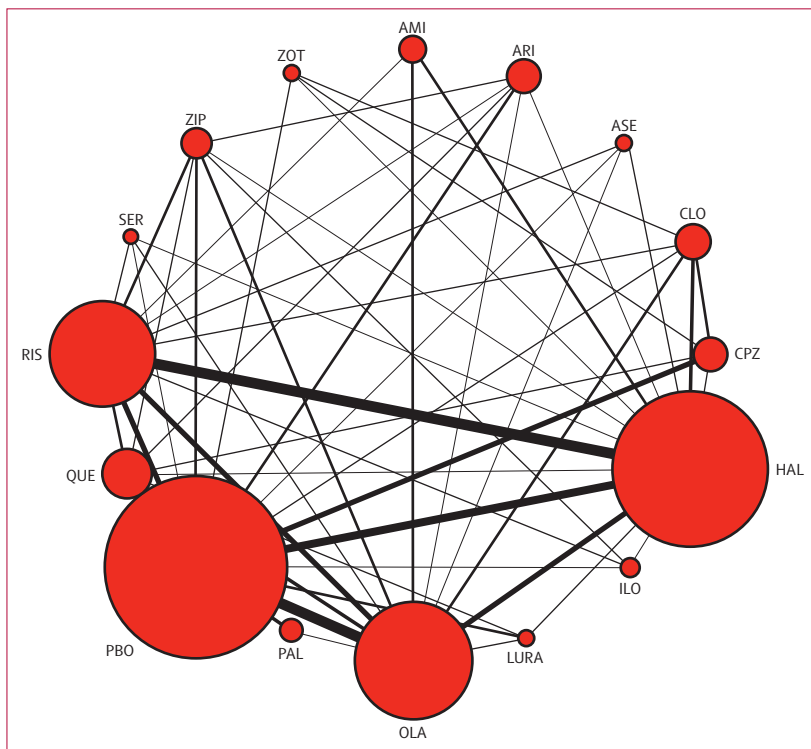 AMI
ARI
ZOT
ASE
ZIP
CLO
SER
CPZ
RIS
HAL
QUE
ILO
PBO
PAL
LURA
OLA